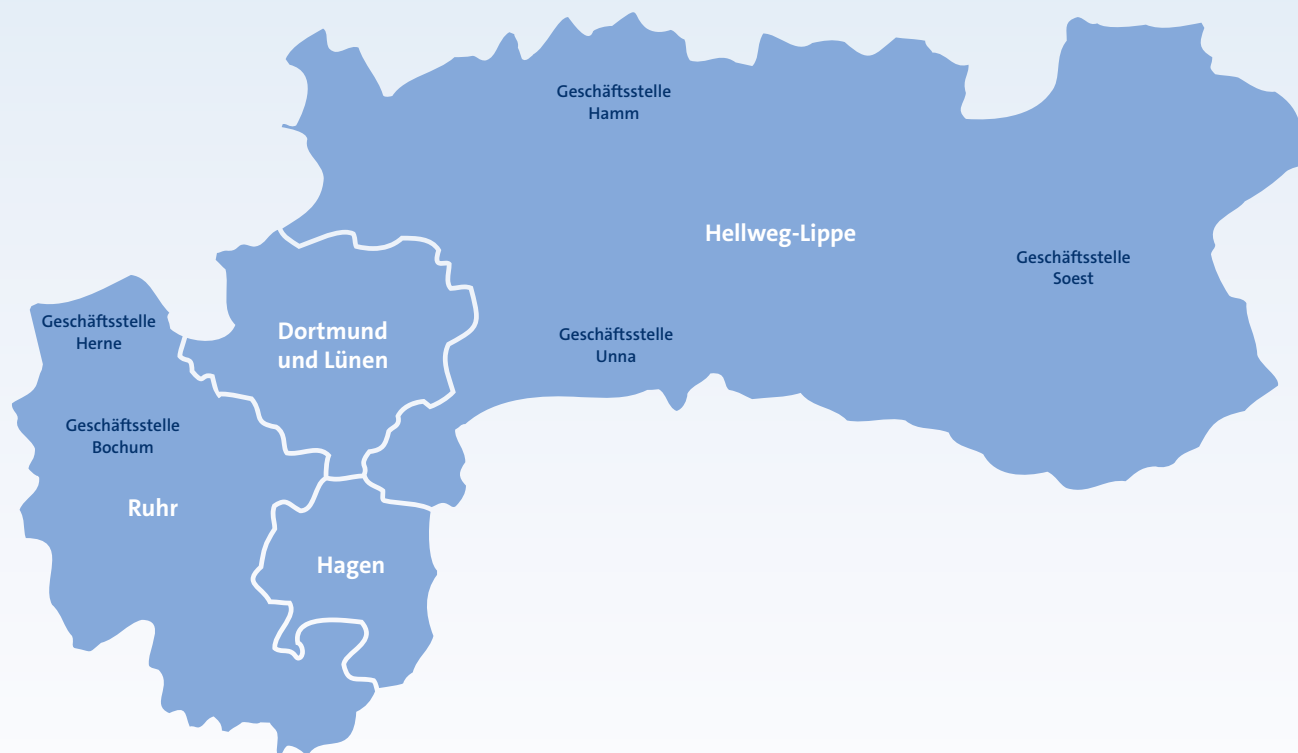 Geschäftsstelle
Hamm
Hellweg-Lippe
Geschäftsstelle
Soest
Geschäftsstelle
Herne
Dortmund
und Lünen
Geschäftsstelle
Unna
Geschäftsstelle
Bochum
Ruhr
Hagen